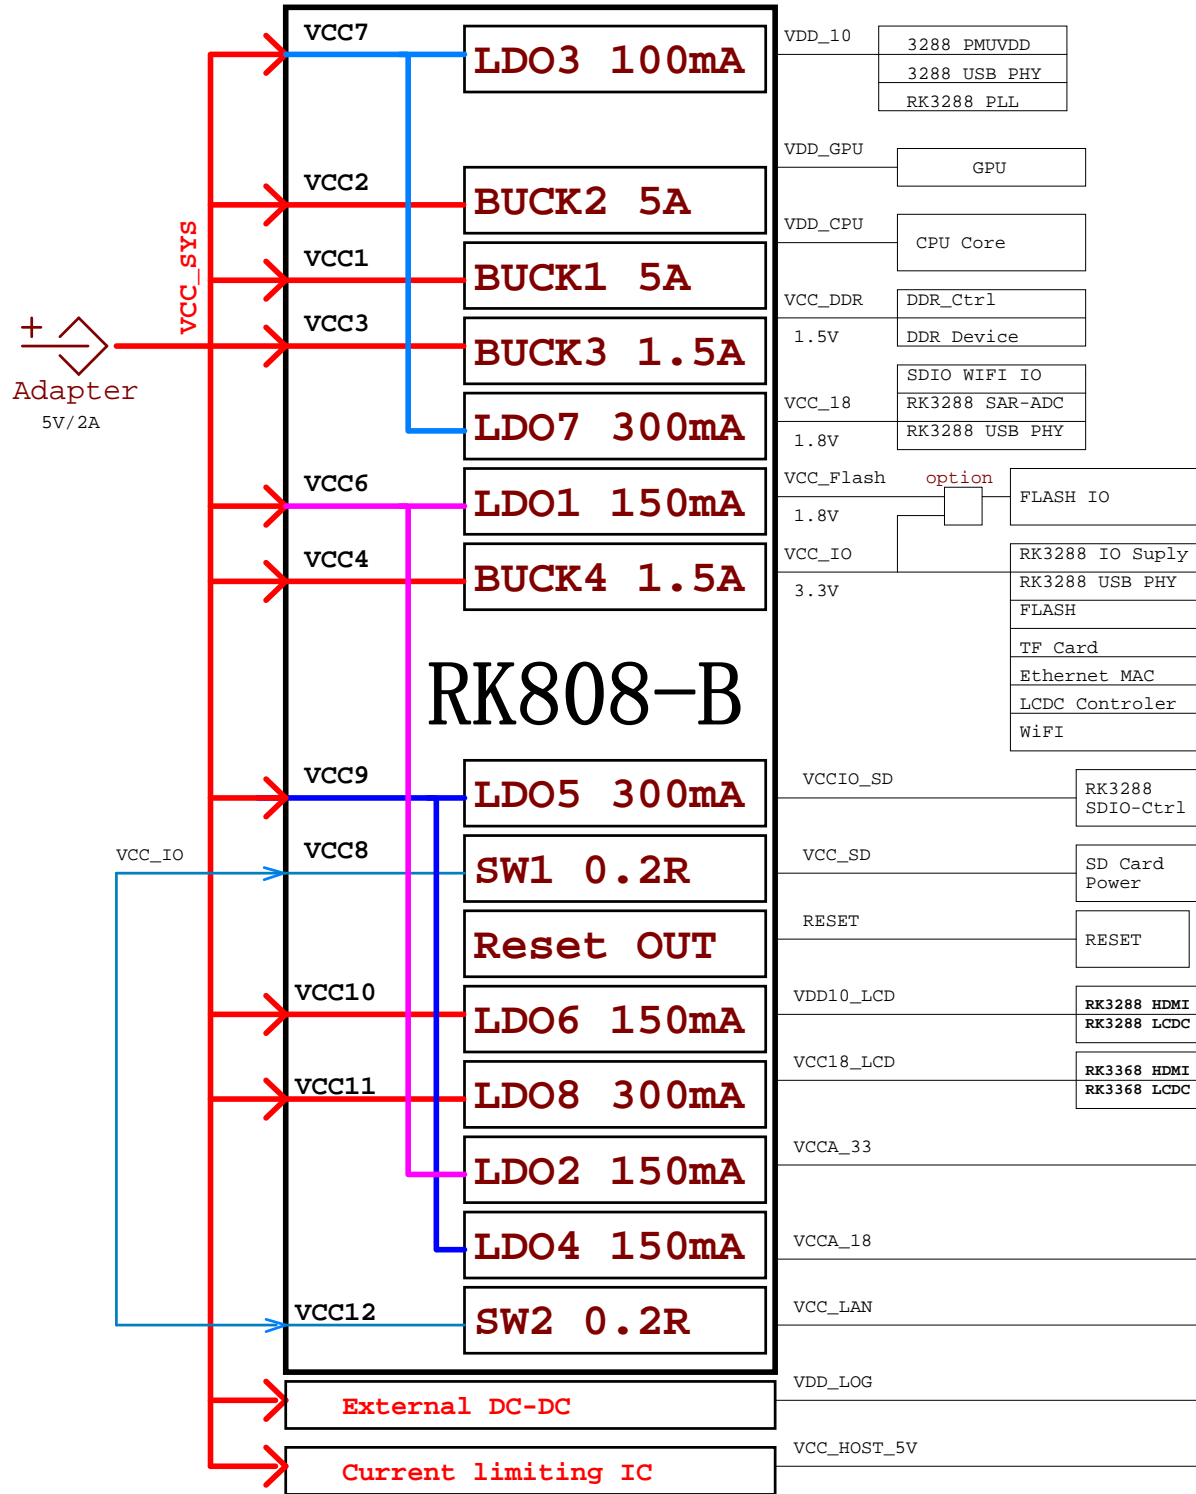 VCC7
LDO3 100mA
VDD_10
3288 PMUVDD
3288 USB PHY
RK3288 PLL
VCC2
BUCK2 5A
VDD_GPU
GPU
VCC_SYS
VCC1
BUCK1 5A
VDD_CPU
CPU Core
+
Adapter
5V/2A
VCC3
BUCK3 1.5A
VCC_DDR
1.5V
DDR_Ctrl
DDR Device
LDO7 300mA
VCC_18
1.8V
SDIO WIFI IO
RK3288 SAR-ADC
RK3288 USB PHY
VCC6
LDO1 150mA
VCC_Flash
1.8V
option
FLASH IO
VCC4
BUCK4 1.5A
VCC_IO
3.3V
RK3288 IO Suply
RK3288 USB PHY
FLASH
TF Card
Ethernet MAC
LCDC Controler
WiFI
RK808-B
VCC9
LDO5 300mA
VCCIO_SD
RK3288
SDIO-Ctrl
VCC_IO
VCC8
SW1 0.2R
VCC_SD
SD Card
Power
Reset OUT
RESET
RESET
VCC10
LDO6 150mA
VDD10_LCD
RK3288 HDMI
RK3288 LCDC
VCC11
LDO8 300mA
VCC18_LCD
RK3368 HDMI
RK3368 LCDC
LDO2 150mA
VCCA_33
LDO4 150mA
VCCA_18
VCC12
SW2 0.2R
VCC_LAN
External DC-DC
VDD_LOG
Current limiting IC
VCC_HOST_5V